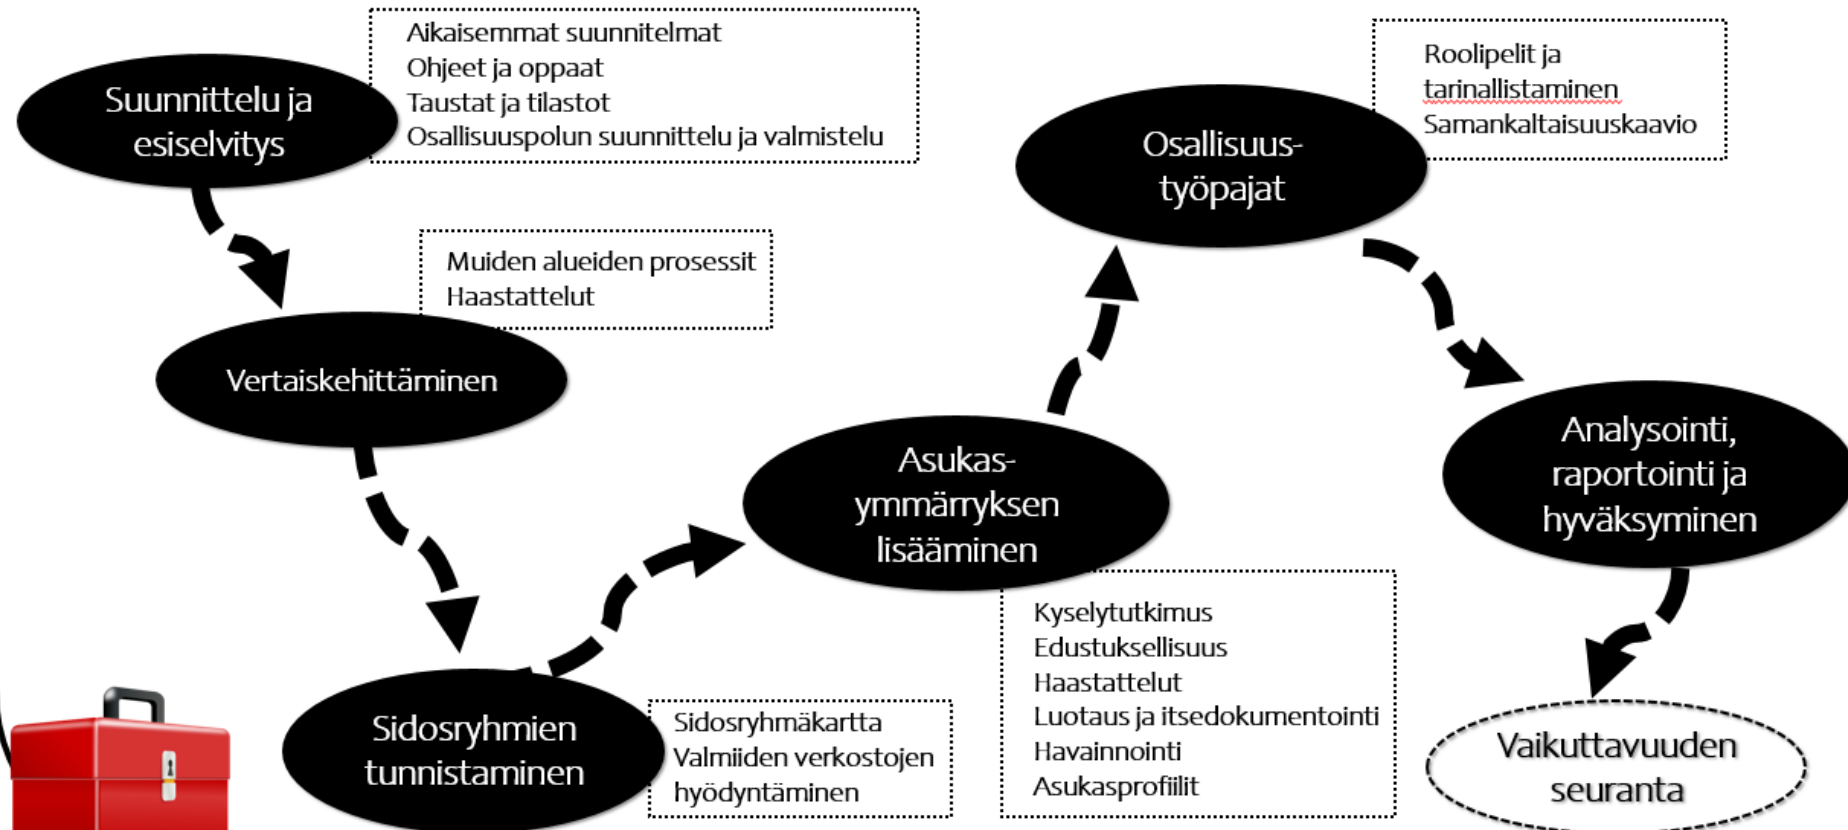 Suunnittelu ja
esiselvitys
Aikaisemmat suunnitelmat
Ohjeet ja oppaat
Taustat ja tilastot
Osallisuuspolun suunnittelu ja valmistelu
Vertaiskehittäminen
Muiden alueiden prosessit
Haastattelut
Sidosryhmien
tunnistaminen
Sidosryhmäkartta
Valmiiden verkostojen
hyödyntäminen
Asukas-
ymmärryksen
lisääminen
Kyselytutkimus
Edustuksellisuus
Haastattelut
Luotaus ja itsedokumentointi
Havainnointi
Asukasprofiilit
Osallisuus-
työpajat
Roolipelit ja
tarinallistaminen
Samankaltaisuuskaavio
Analysointi,
raportointi ja
hyväksyminen
Vaikuttavuuden
seuranta